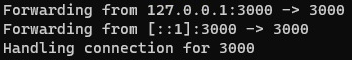 Forwarding from 127.0.0.1:3000 -> 3000
Forwarding from [::1]:3000 -> 3000
Handling connection for 3000